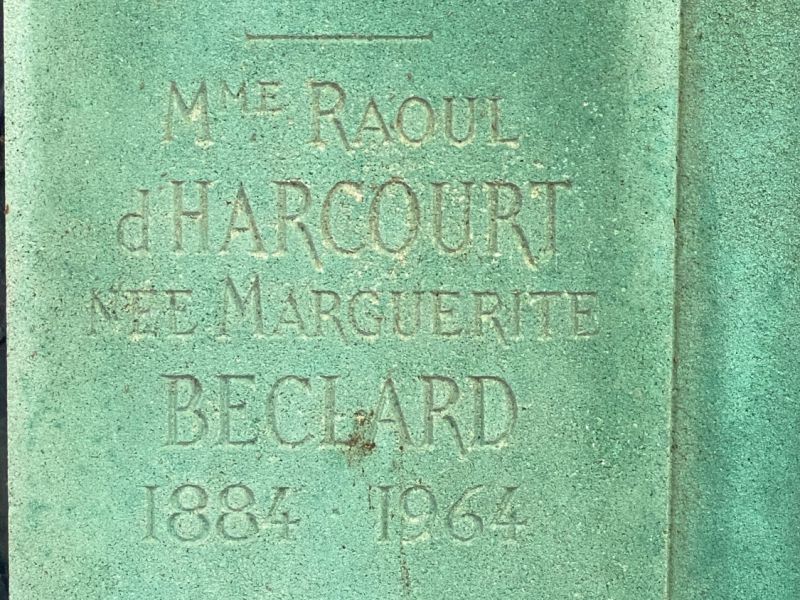 MME RAOUL
d'HARCOURT
NÉE MARGUERITE
BECLARD
1884 - 1964